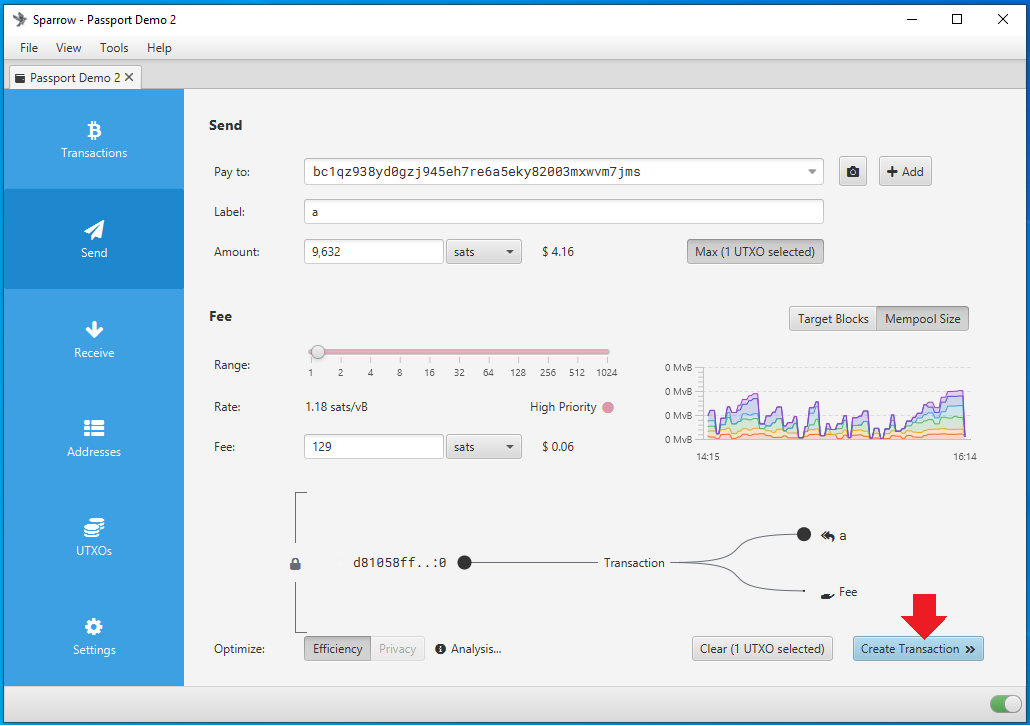 Sparrow - Passport Demo 2
File View Tools Help
Passport Demo 2
Transactions
Send
Receive
Addresses
UTXOs
Settings
Send
Pay to: bc1qz938yd0gzj945eh7re6a5eky82003mxwvm7jms Add
Label: a
Amount: 9,632 sats $ 4.16 Max (1 UTXO selected)
Fee Target Blocks Mempool Size
Range:
1 2 4 8 16 32 64 128 256 512 1024
Rate: 1.18 sats/vB High Priority
Fee: 129 sats $ 0.06
0 MvB
0 MvB
0 MvB
0 MvB
14:15 16:14
d81058ff..:0 Transaction a
Fee
Optimize: Efficiency Privacy Analysis... Clear (1 UTXO selected) Create Transaction